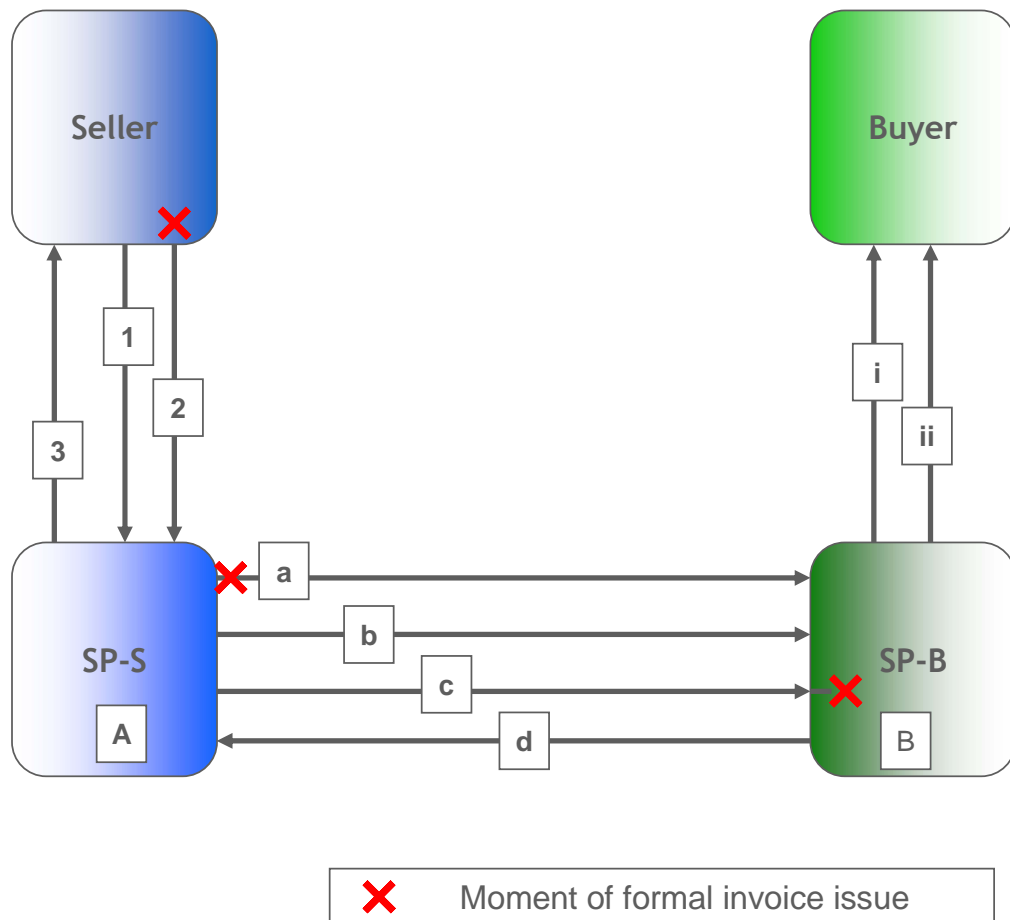 Seller
Buyer
1
i
2
ii
3
a
b
SP-S
SP-B
c
A
d
B
Moment of formal invoice issue